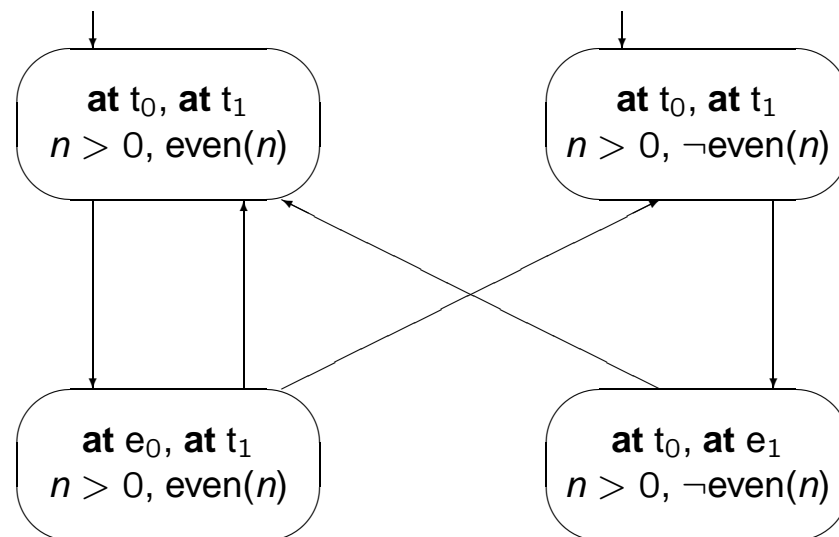 at t₀, at t₁
n > 0, even(n)
at t₀, at t₁
n > 0, ¬even(n)
at e₀, at t₁
n > 0, even(n)
at t₀, at e₁
n > 0, ¬even(n)